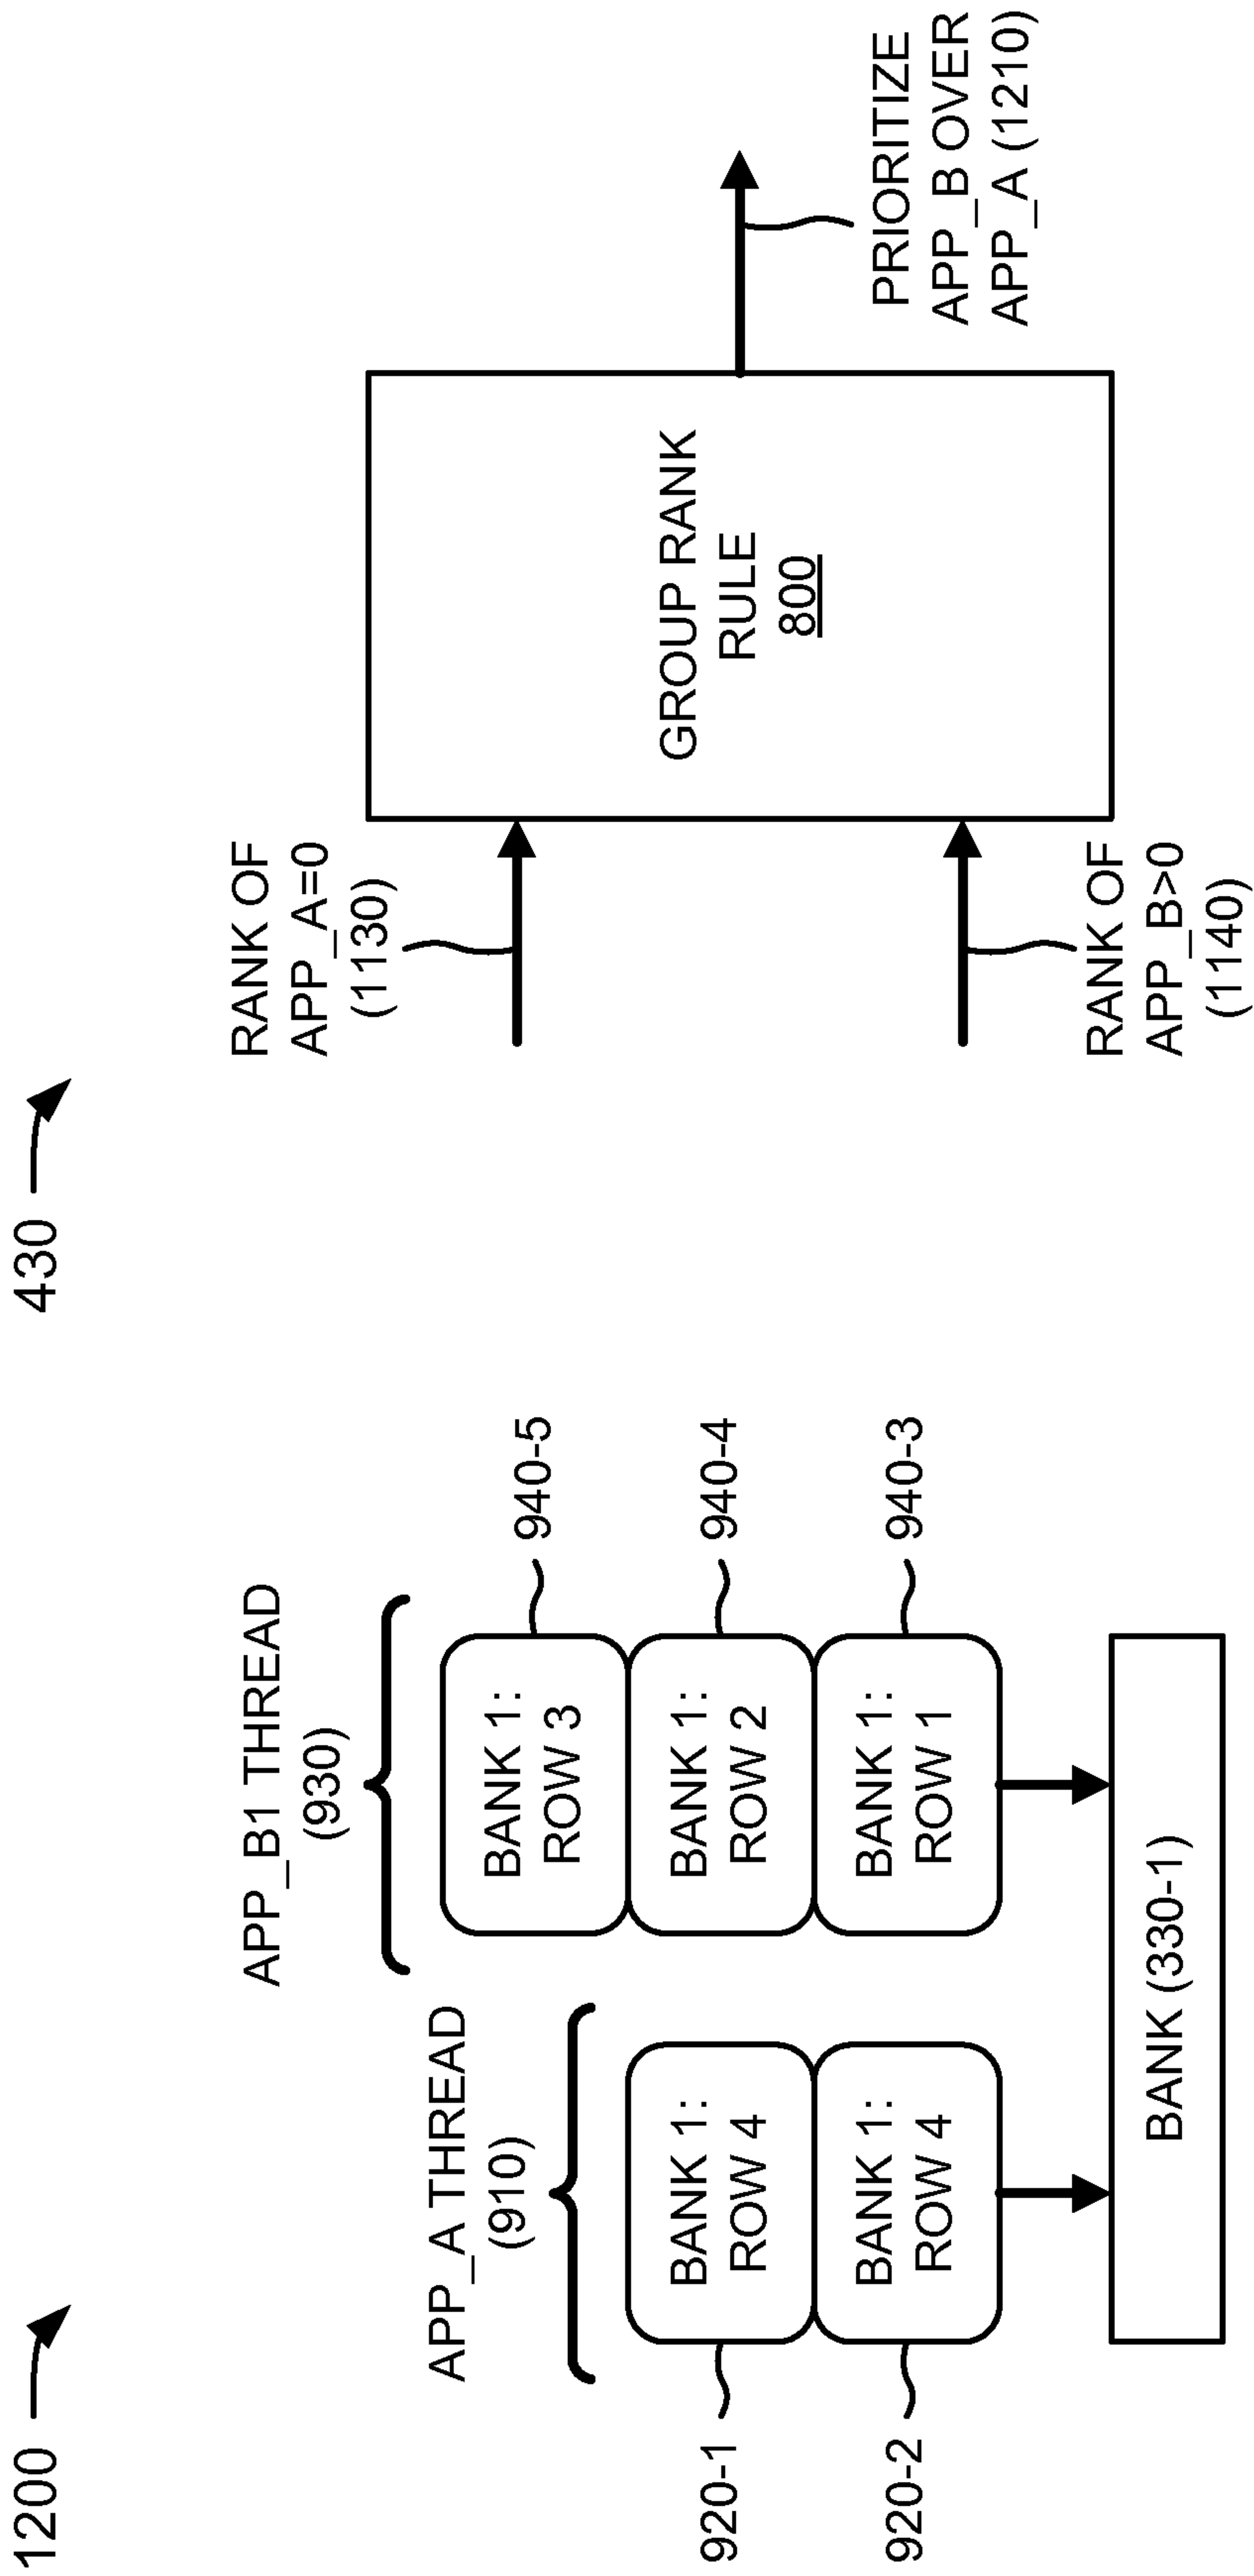 1200
430
APP_A THREAD
(910)
APP_B1 THREAD
(930)
920-1
BANK 1:
ROW 4
920-2
BANK 1:
ROW 4
BANK 1:
ROW 3
940-5
BANK 1:
ROW 2
940-4
BANK 1:
ROW 1
940-3
BANK (330-1)
RANK OF
APP_A=0
(1130)
RANK OF
APP_B>0
(1140)
GROUP RANK
RULE
800
PRIORITIZE
APP_B OVER
APP_A (1210)